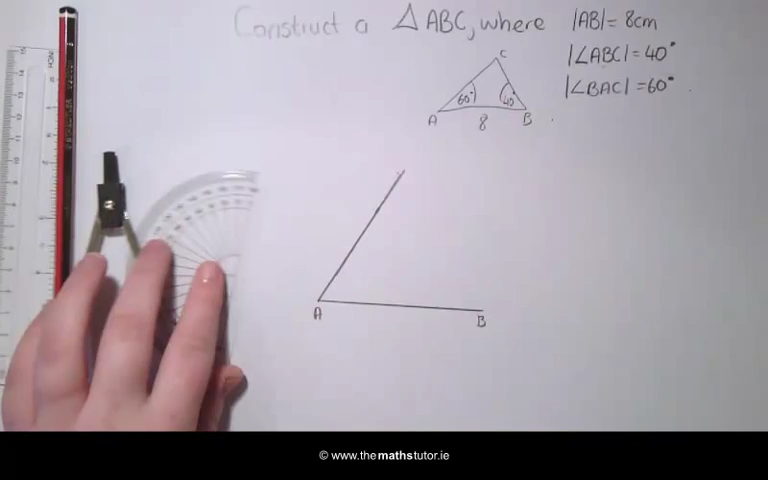 Construct a △ABC, where |AB| = 8cm
|∠ABC| = 40°
|∠BAC| = 60°
C
60° 40°
A 8 B
A
B
© www.themathstutor.ie